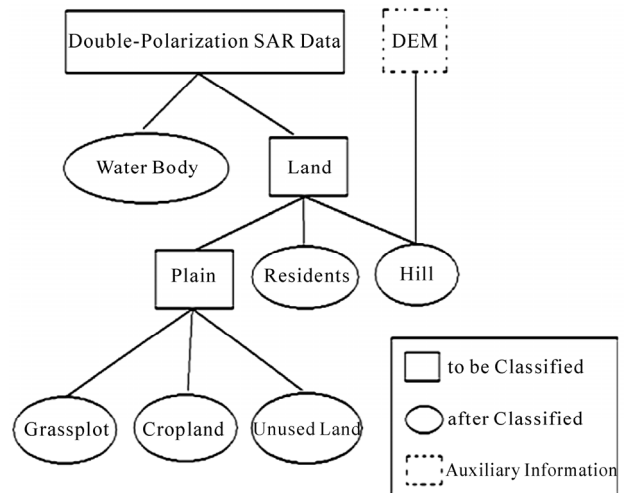 Double-Polarization SAR Data
DEM
Water Body
Land
Plain
Residents
Hill
Grassplot
Cropland
Unused Land
to be Classified
after Classified
Auxiliary Information